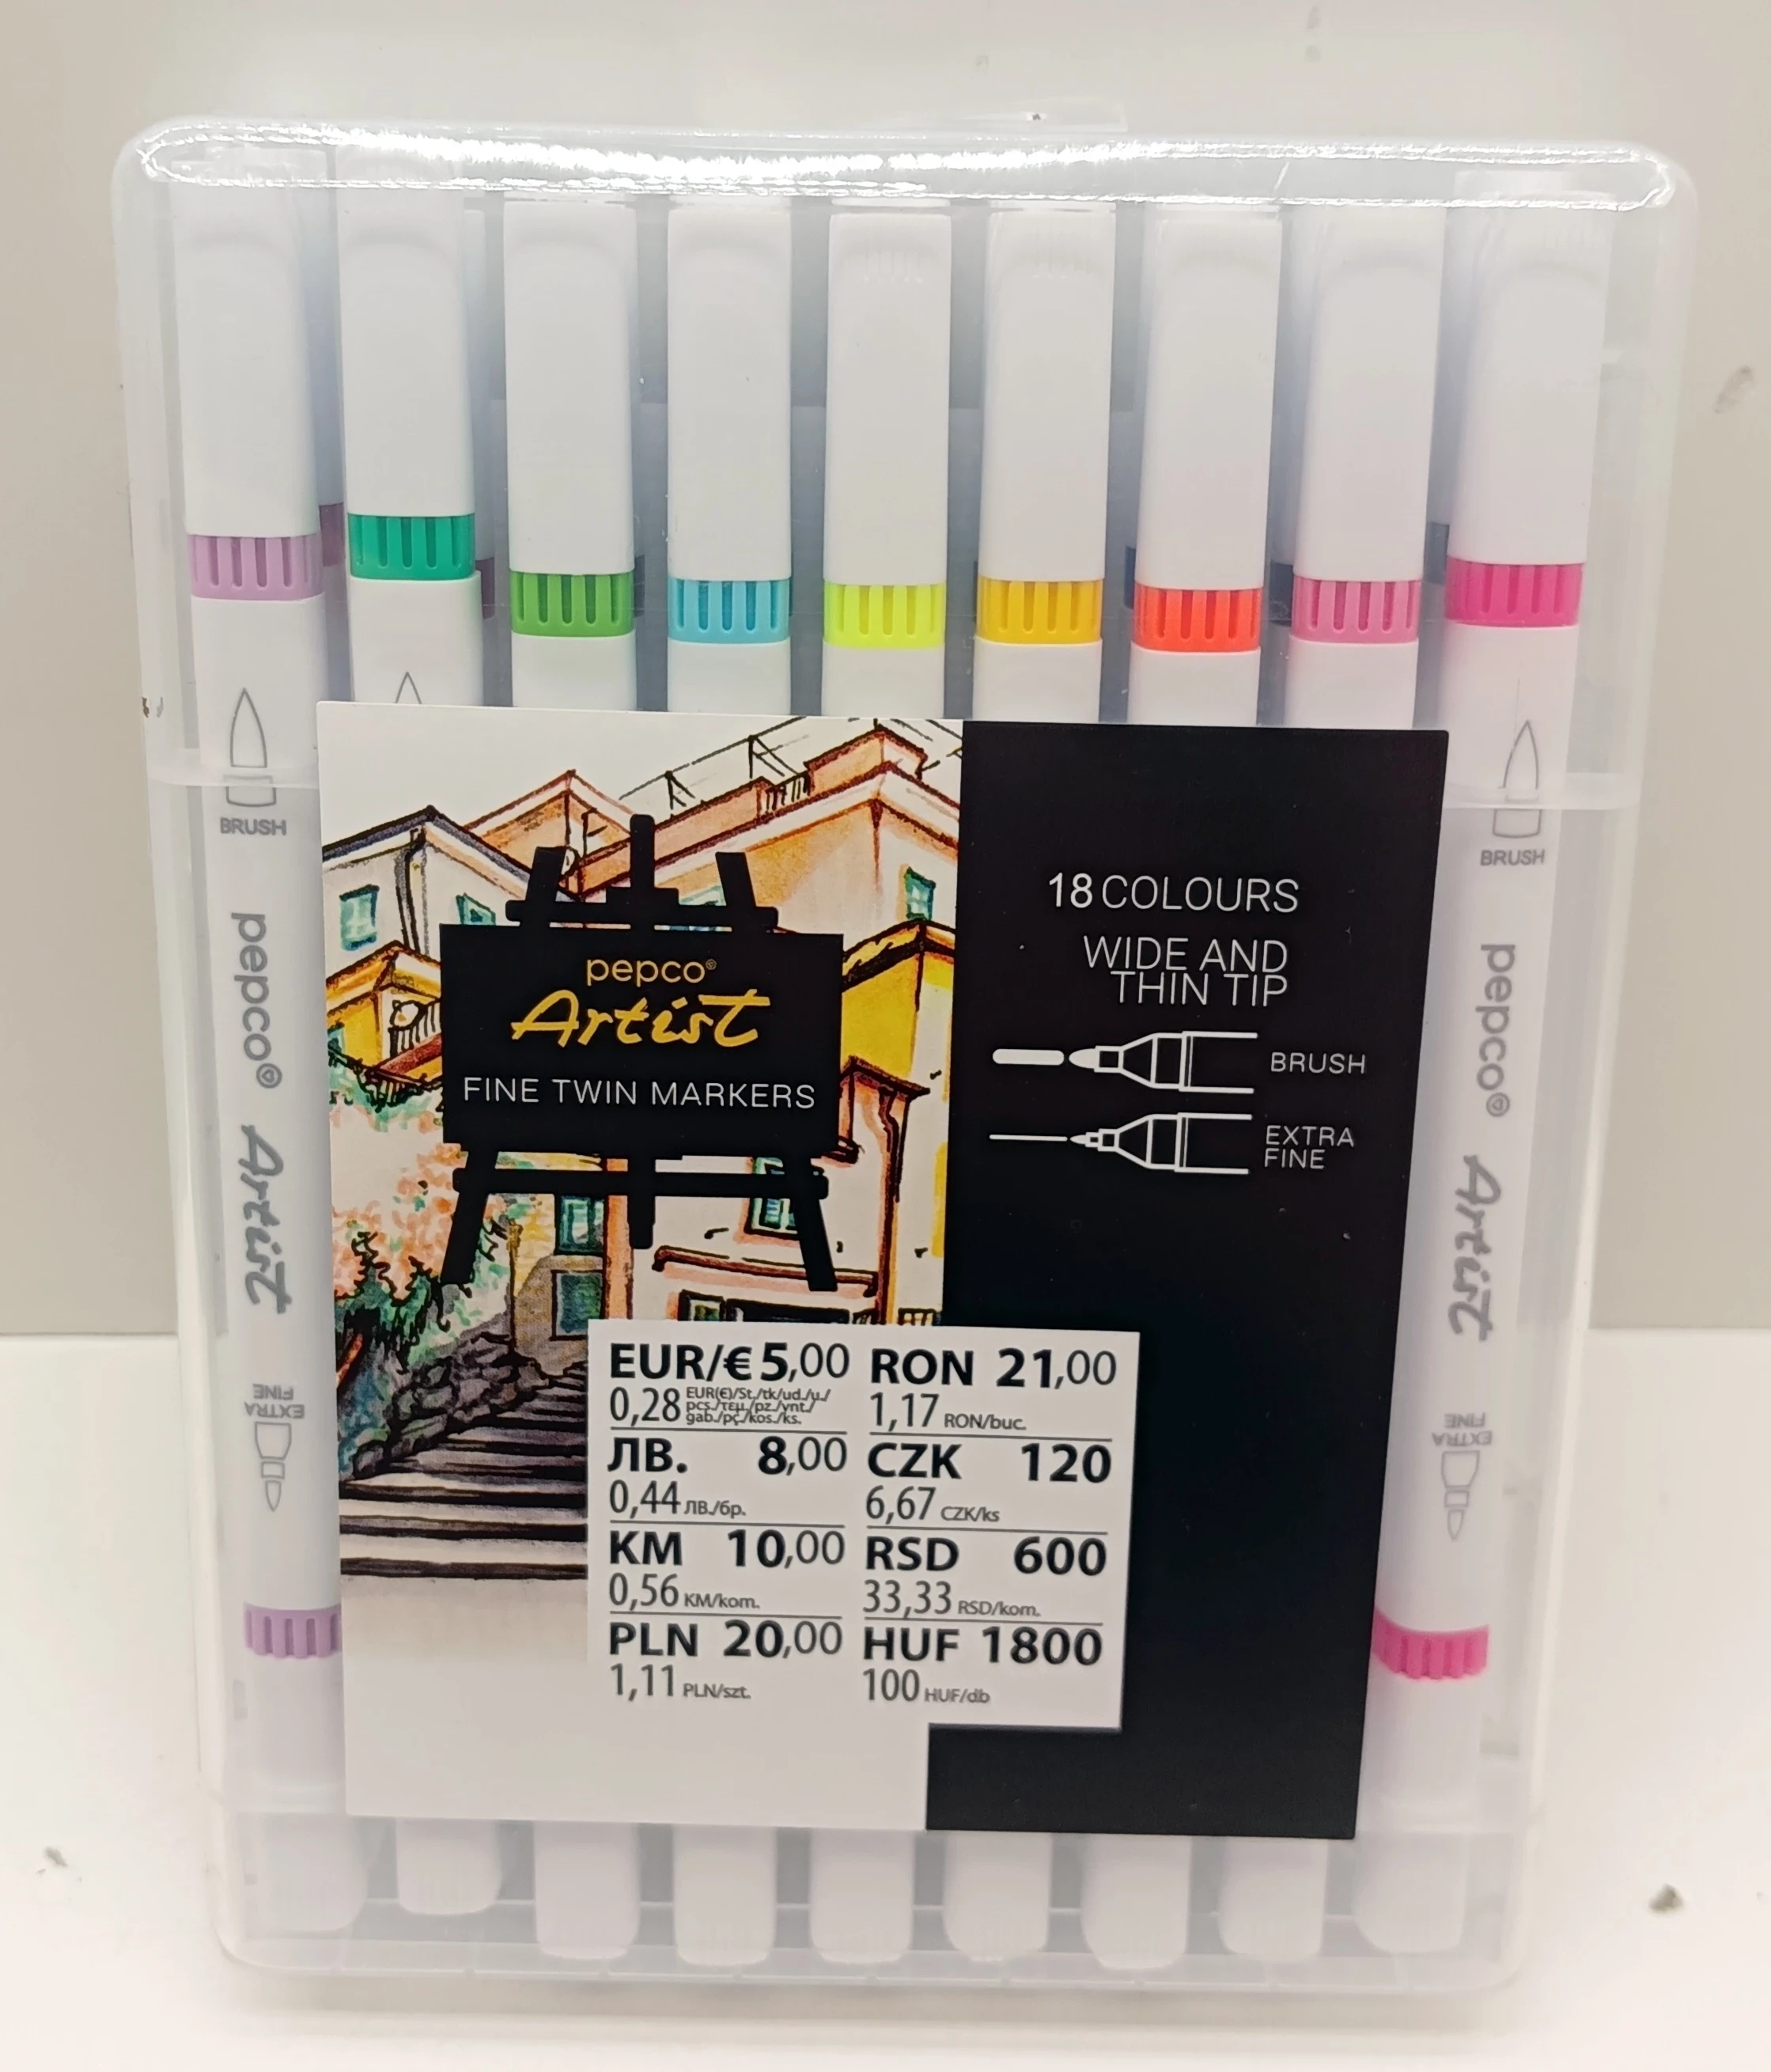 BRUSH
pepco
Artist
EXTRA
FINE
pepco®
Artist
FINE TWIN MARKERS
18 COLOURS
WIDE AND
THIN TIP
BRUSH
EXTRA
FINE
EUR/€ 5,00
0,28 EUR(€)/St./tk/ud./u./
pcs./τεμ./pz./vnt./
gab./pç./kos./ks.
RON 21,00
1,17 RON/buc.
ЛВ. 8,00
0,44 ЛВ./бр.
CZK 120
6,67 CZK/ks
KM 10,00
0,56 KM/kom.
RSD 600
33,33 RSD/kom.
PLN 20,00
1,11 PLN/szt.
HUF 1800
100 HUF/db
BRUSH
pepco
Artist
EXTRA
FINE